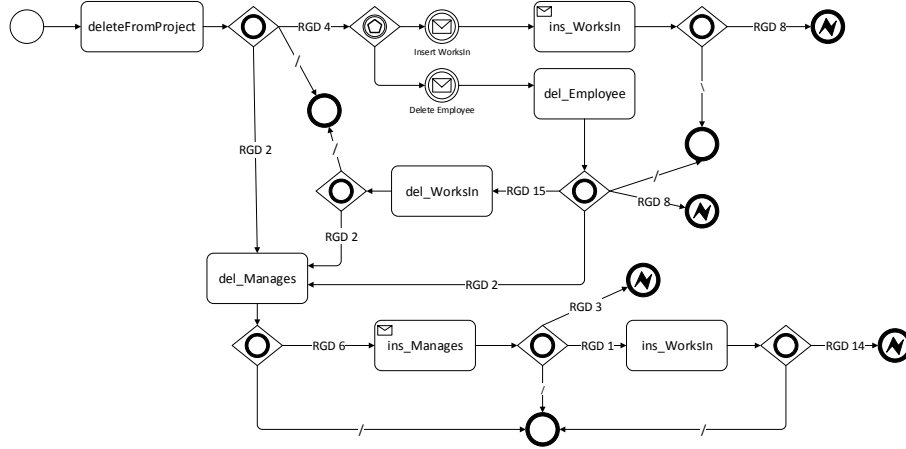 deleteFromProject
RGD 4
Insert WorksIn
ins_WorksIn
RGD 8
/
/
Delete Employee
del_Employee
RGD 2
/
/
del_WorksIn
RGD 15
RGD 8
RGD 2
del_Manages
RGD 2
RGD 3
RGD 6
ins_Manages
RGD 1
ins_WorksIn
RGD 14
/
/
/